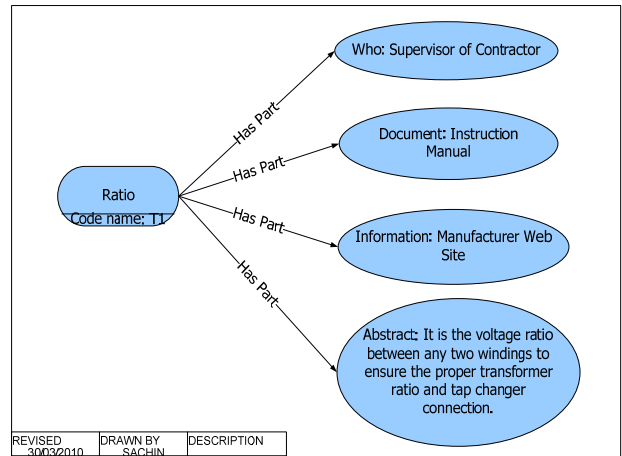 Who: Supervisor of Contractor
Has Part
Document: Instruction
Manual
Has Part
Ratio
Code name: T1
Has Part
Information: Manufacturer Web
Site
Has Part
Abstract: It is the voltage ratio
between any two windings to
ensure the proper transformer
ratio and tap changer
connection.
REVISED
30/03/2010
DRAWN BY
SACHIN
DESCRIPTION